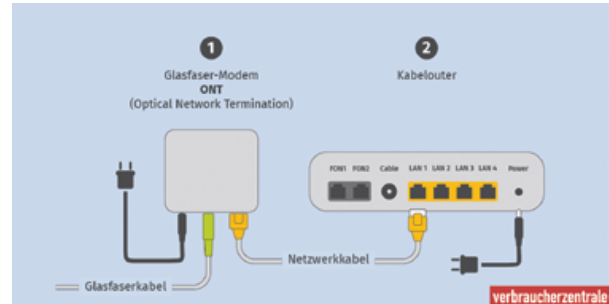 1
2
Glasfaser-Modem
ONT
(Optical Network Termination)
Kabelouter
FON1 FON2 Cable LAN 1 LAN 2 LAN 3 LAN 4 Power
Netzwerkkabel
Glasfaserkabel
verbraucherzentrale